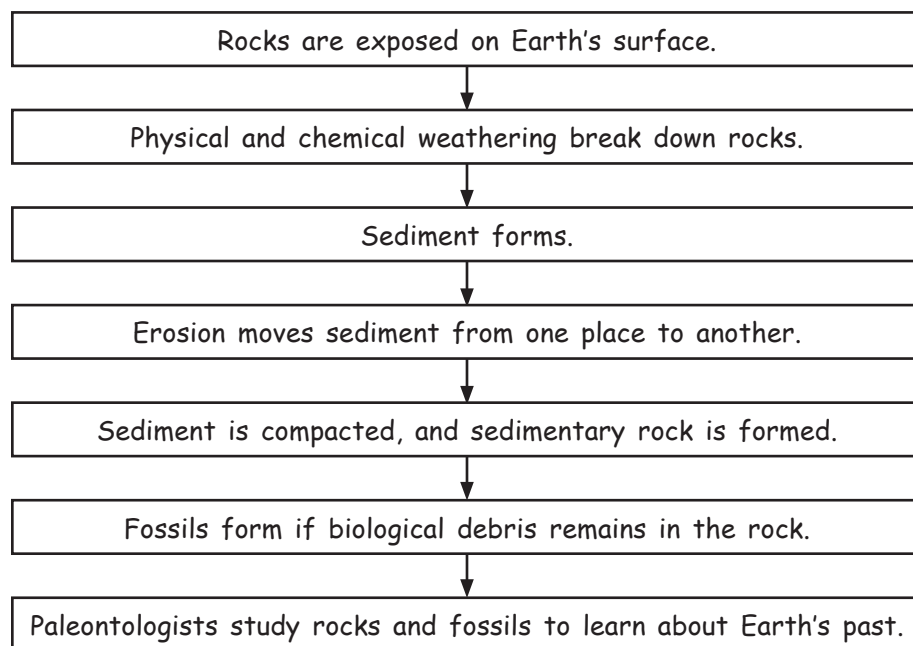 Rocks are exposed on Earth's surface.
Physical and chemical weathering break down rocks.
Sediment forms.
Erosion moves sediment from one place to another.
Sediment is compacted, and sedimentary rock is formed.
Fossils form if biological debris remains in the rock.
Paleontologists study rocks and fossils to learn about Earth's past.